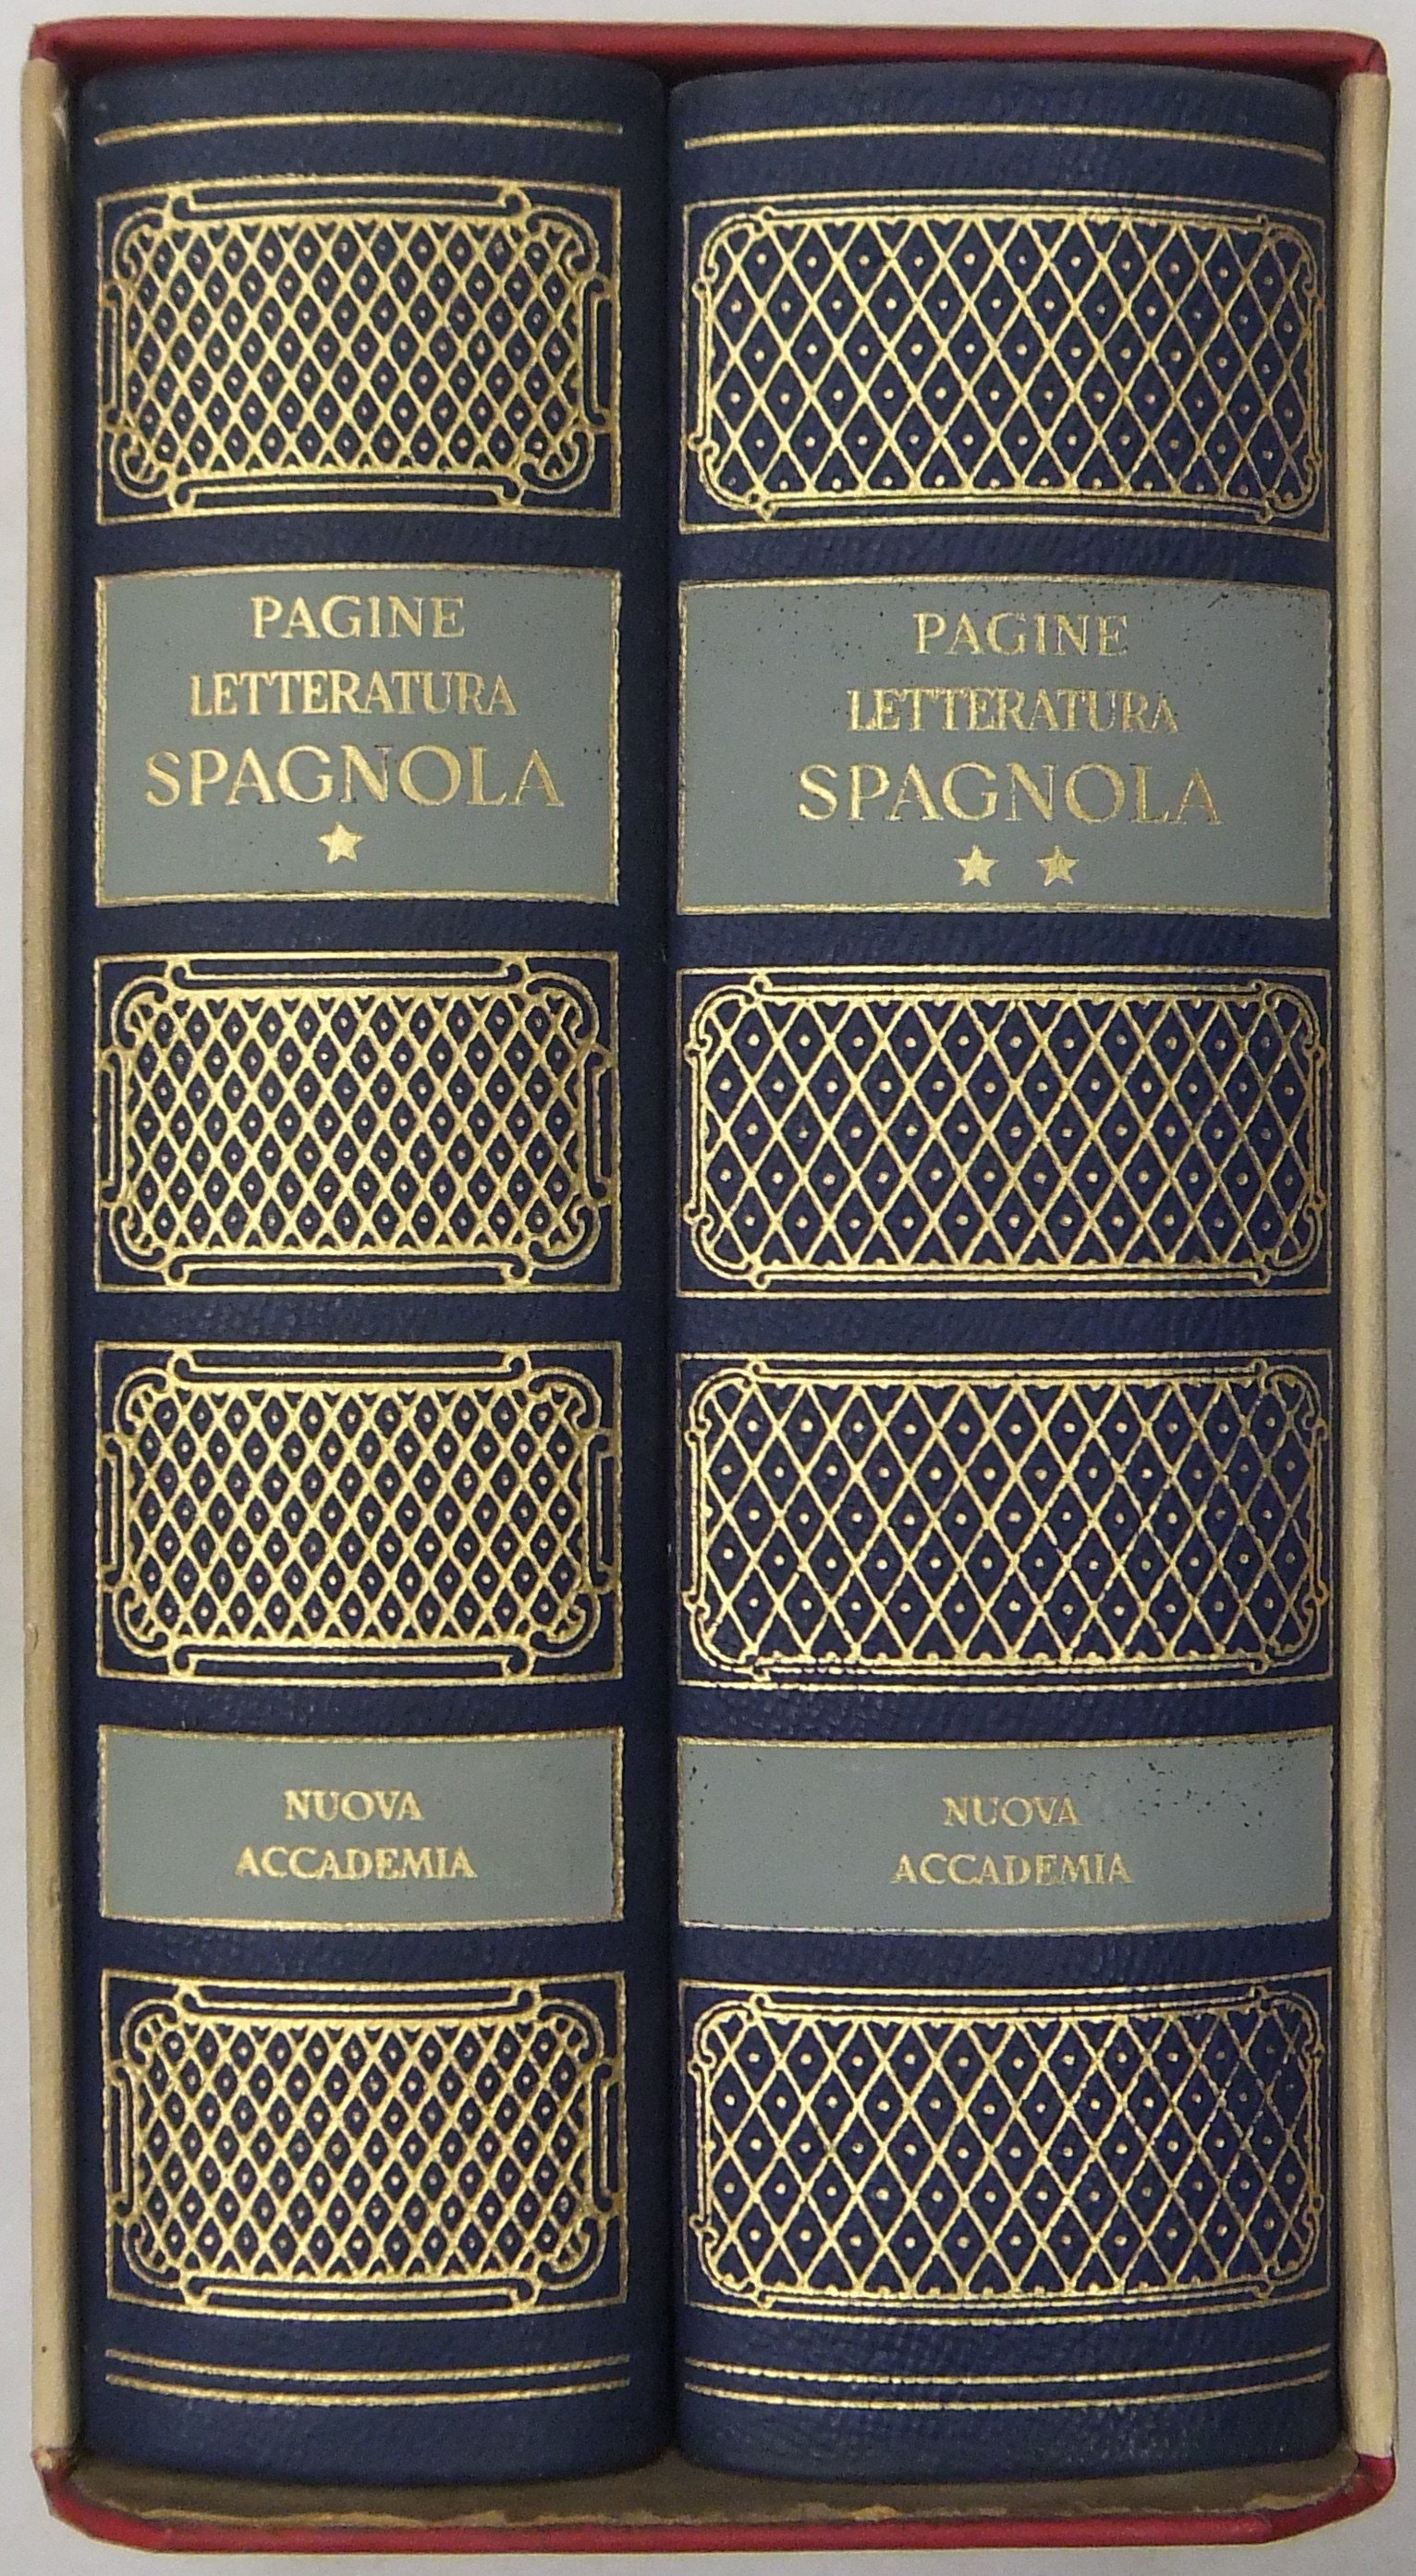 PAGINE
LETTERATURA
SPAGNOLA
★
NUOVA
ACCADEMIA
PAGINE
LETTERATURA
SPAGNOLA
★ ★
NUOVA
ACCADEMIA